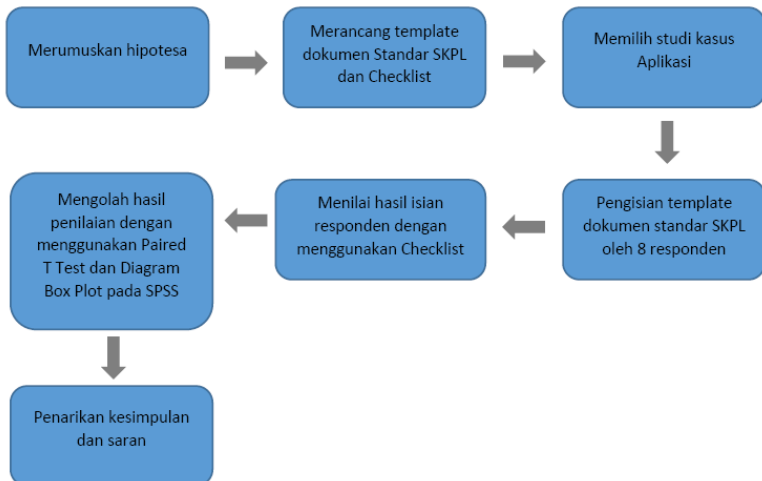 Merumuskan hipotesa
Merancang template
dokumen Standar SKPL
dan Checklist
Memilih studi kasus
Aplikasi
Pengisian template
dokumen standar SKPL
oleh 8 responden
Menilai hasil isian
responden dengan
menggunakan Checklist
Mengolah hasil
penilaian dengan
menggunakan Paired
T Test dan Diagram
Box Plot pada SPSS
Penarikan kesimpulan
dan saran